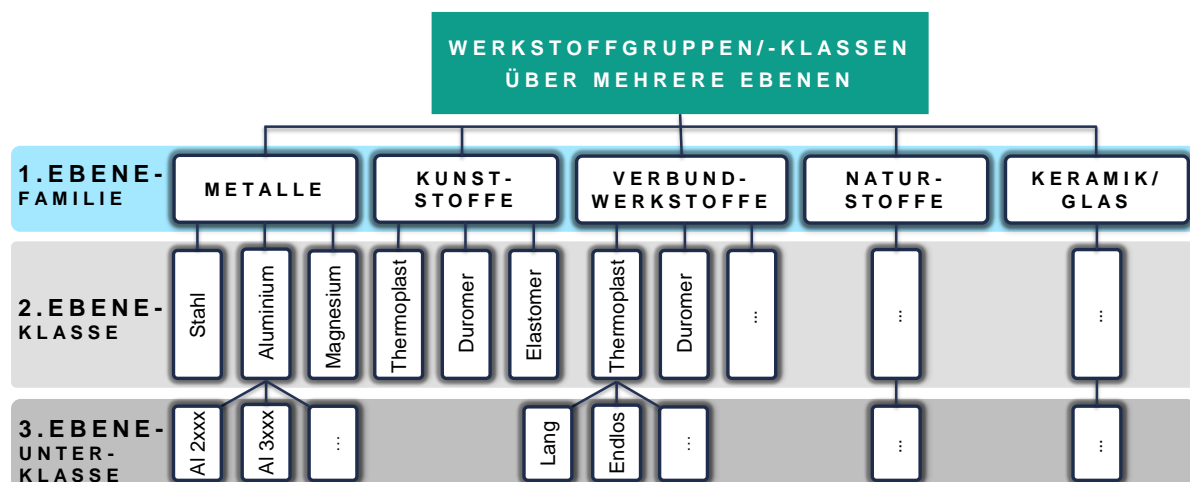 WERKSTOFFGRUPPEN/-KLASSEN
ÜBER MEHRERE EBENEN
1.EBENE-
FAMILIE
METALLE
KUNST-
STOFFE
VERBUND-
WERKSTOFFE
NATUR-
STOFFE
KERAMIK/
GLAS
2.EBENE-
KLASSE
Stahl
Aluminium
Magnesium
Thermoplast
Duromer
Elastomer
Thermoplast
Duromer
...
...
...
3.EBENE-
UNTER-
KLASSE
Al 2xxx
Al 3xxx
...
Lang
Endlos
...
...
...